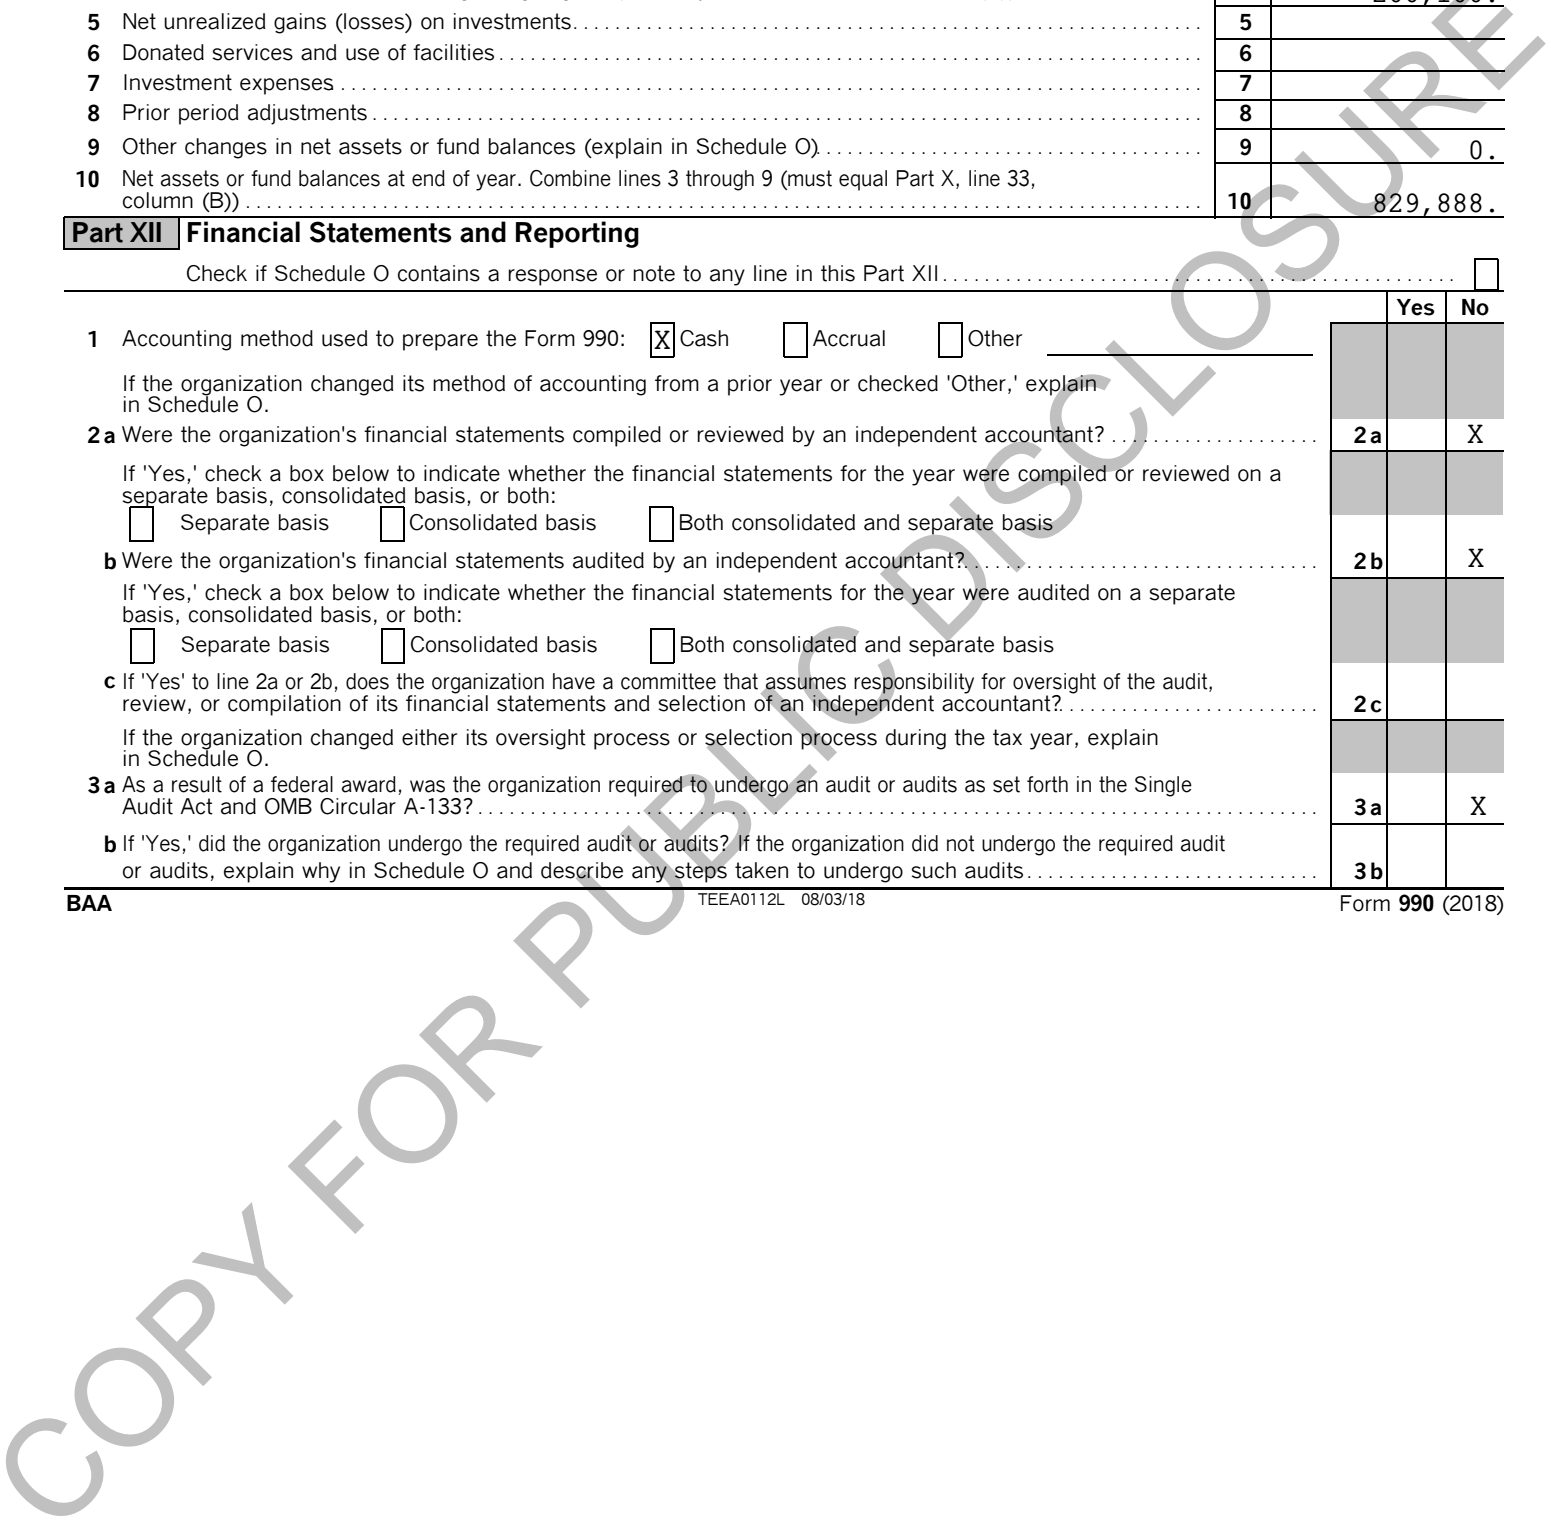 5 Net unrealized gains (losses) on investments 5
6 Donated services and use of facilities 6
7 Investment expenses 7
8 Prior period adjustments 8
9 Other changes in net assets or fund balances (explain in Schedule O) 9 0.
10 Net assets or fund balances at end of year. Combine lines 3 through 9 (must equal Part X, line 33,
column (B)) 10 829,888.
Part XII Financial Statements and Reporting
Check if Schedule O contains a response or note to any line in this Part XII
Yes No
1 Accounting method used to prepare the Form 990: X Cash Accrual Other
If the organization changed its method of accounting from a prior year or checked 'Other,' explain
in Schedule O.
2a Were the organization's financial statements compiled or reviewed by an independent accountant? 2a X
If 'Yes,' check a box below to indicate whether the financial statements for the year were compiled or reviewed on a
separate basis, consolidated basis, or both:
Separate basis Consolidated basis Both consolidated and separate basis
b Were the organization's financial statements audited by an independent accountant? 2b X
If 'Yes,' check a box below to indicate whether the financial statements for the year were audited on a separate
basis, consolidated basis, or both:
Separate basis Consolidated basis Both consolidated and separate basis
c If 'Yes' to line 2a or 2b, does the organization have a committee that assumes responsibility for oversight of the audit,
review, or compilation of its financial statements and selection of an independent accountant? 2c
If the organization changed either its oversight process or selection process during the tax year, explain
in Schedule O.
3a As a result of a federal award, was the organization required to undergo an audit or audits as set forth in the Single
Audit Act and OMB Circular A-133? 3a X
b If 'Yes,' did the organization undergo the required audit or audits? If the organization did not undergo the required audit
or audits, explain why in Schedule O and describe any steps taken to undergo such audits 3b
BAA TEEA0112L 08/03/18 Form 990 (2018)
COPY FOR PUBLIC DISCLOSURE